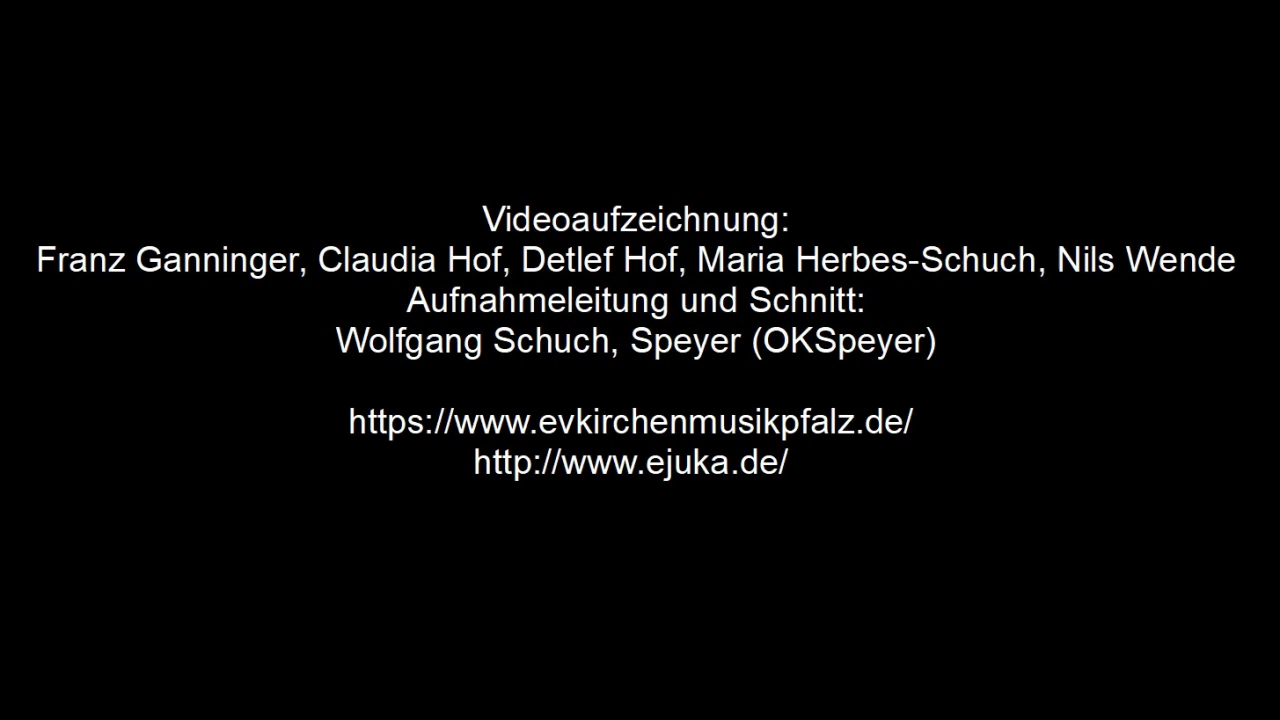 Videoaufzeichnung:
Franz Ganninger, Claudia Hof, Detlef Hof, Maria Herbes-Schuch, Nils Wende
Aufnahmeleitung und Schnitt:
Wolfgang Schuch, Speyer (OKSpeyer)
https://www.evkirchenmusikpfalz.de/
http://www.ejuka.de/